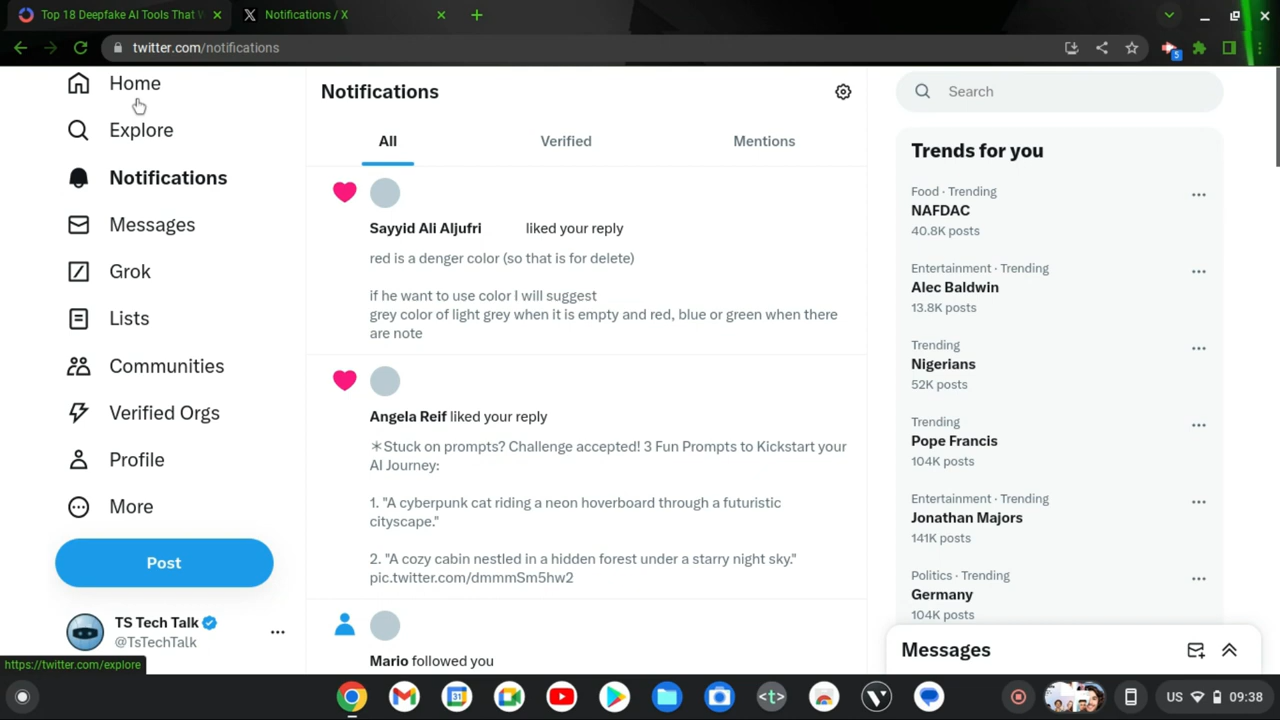 Top 18 Deepfake AI Tools That W
Notifications / X
twitter.com/notifications
5
Home
Explore
Notifications
Messages
Grok
Lists
Communities
Verified Orgs
Profile
More
Post
TS Tech Talk
@TsTechTalk
https://twitter.com/explore
Notifications
All
Verified
Mentions
Sayyid Ali Aljufri liked your reply
red is a denger color (so that is for delete)
if he want to use color I will suggest
grey color of light grey when it is empty and red, blue or green when there
are note
Angela Reif liked your reply
✳Stuck on prompts? Challenge accepted! 3 Fun Prompts to Kickstart your
AI Journey:
1. "A cyberpunk cat riding a neon hoverboard through a futuristic
cityscape."
2. "A cozy cabin nestled in a hidden forest under a starry night sky."
pic.twitter.com/dmmmSm5hw2
Mario followed you
Search
Trends for you
Food · Trending
NAFDAC
40.8K posts
Entertainment · Trending
Alec Baldwin
13.8K posts
Trending
Nigerians
52K posts
Trending
Pope Francis
104K posts
Entertainment · Trending
Jonathan Majors
141K posts
Politics · Trending
Germany
104K posts
Messages
31
<t>
US
09:38